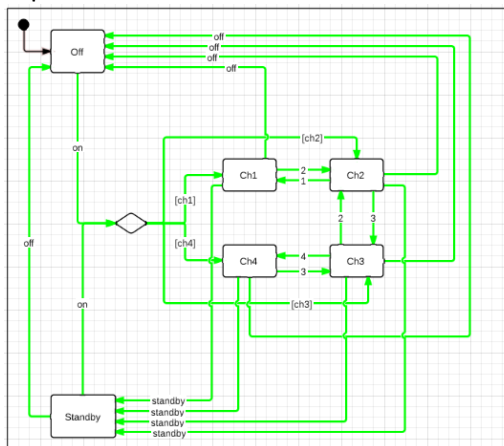 off
off
Off
off
off
on
[ch2]
Ch1
2
1
Ch2
[ch1]
2
3
off
[ch4]
Ch4
4
3
Ch3
on
[ch3]
standby
standby
Standby
standby
standby